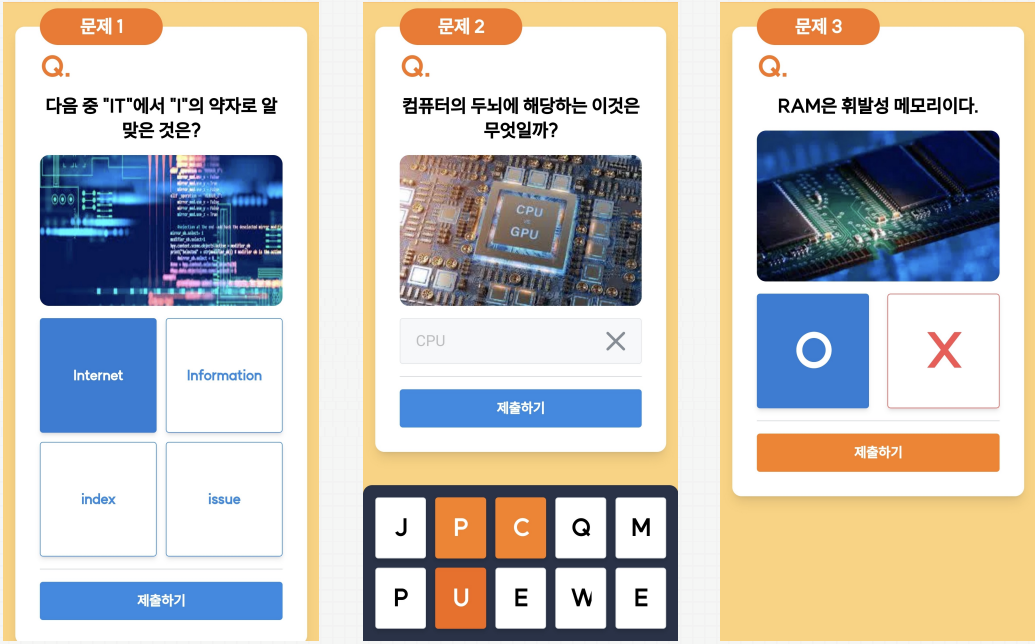 문제 1
Q.
다음 중 "IT"에서 "I"의 약자로 알
맞은 것은?
Internet
Information
index
issue
제출하기
문제 2
Q.
컴퓨터의 두뇌에 해당하는 이것은
무엇일까?
CPU
GPU
CPU
제출하기
J P C Q M
P U E W E
문제 3
Q.
RAM은 휘발성 메모리이다.
O
X
제출하기